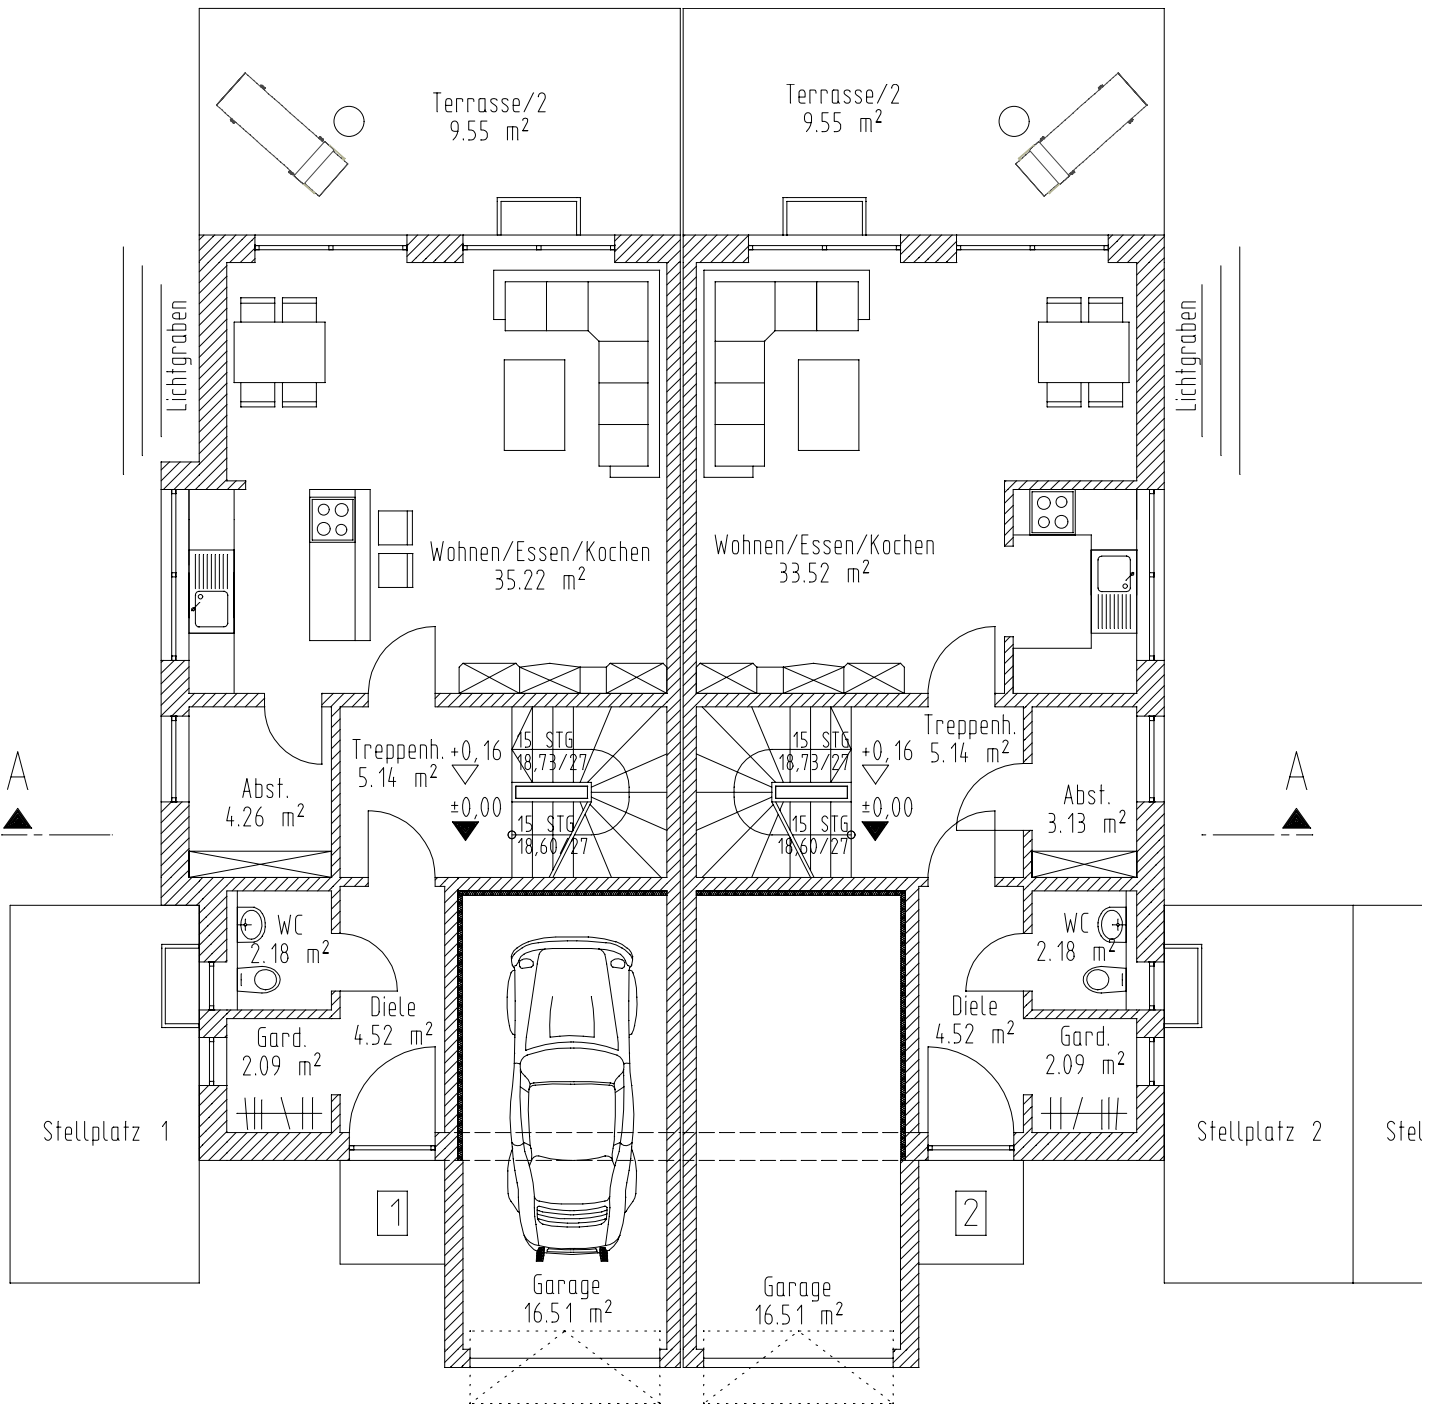 Terrasse/2
9.55 m²
Terrasse/2
9.55 m²
Lichtgraben
Lichtgraben
Wohnen/Essen/Kochen
35.22 m²
Wohnen/Essen/Kochen
33.52 m²
Treppenh.
5.14 m²
+0,16
±0,00
15 STG
18,73/27
15 STG
18,60/27
15 STG
18,73/27
15 STG
18,60/27
+0,16
±0,00
Treppenh.
5.14 m²
A
A
Abst.
4.26 m²
Abst.
3.13 m²
WC
2.18 m²
WC
2.18 m²
Diele
4.52 m²
Diele
4.52 m²
Gard.
2.09 m²
Gard.
2.09 m²
Stellplatz 1
Stellplatz 2
Stel
1
2
Garage
16.51 m²
Garage
16.51 m²